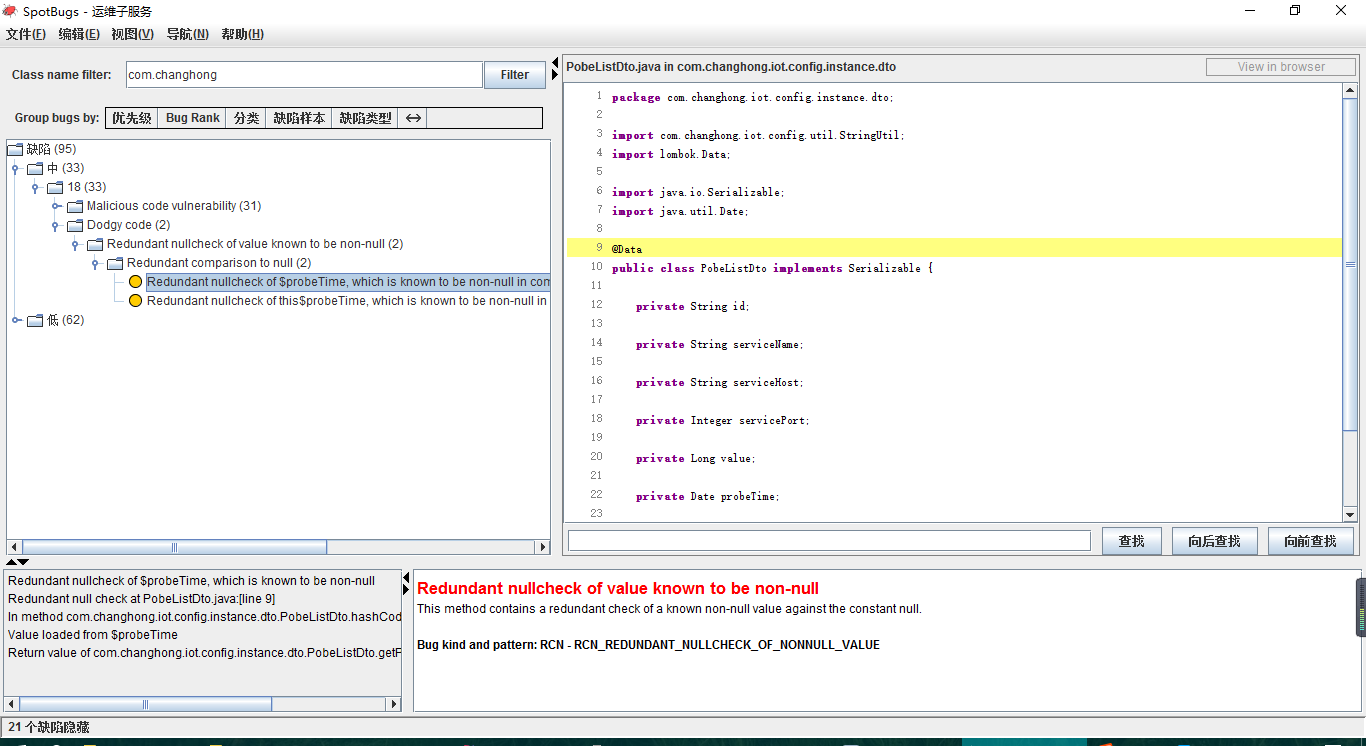 SpotBugs - 运维子服务
文件(F) 编辑(E) 视图(V) 导航(N) 帮助(H)
Class name filter: com.changhong Filter
Group bugs by: 优先级 Bug Rank 分类 缺陷样本 缺陷类型
缺陷 (95)
中 (33)
18 (33)
Malicious code vulnerability (31)
Dodgy code (2)
Redundant nullcheck of value known to be non-null (2)
Redundant comparison to null (2)
Redundant nullcheck of $probeTime, which is known to be non-null in com
Redundant nullcheck of this$probeTime, which is known to be non-null in
低 (62)
PobeListDto.java in com.changhong.iot.config.instance.dto View in browser
1 package com.changhong.iot.config.instance.dto;
2
3 import com.changhong.iot.config.util.StringUtil;
4 import lombok.Data;
5
6 import java.io.Serializable;
7 import java.util.Date;
8
9 @Data
10 public class PobeListDto implements Serializable {
11
12 private String id;
13
14 private String serviceName;
15
16 private String serviceHost;
17
18 private Integer servicePort;
19
20 private Long value;
21
22 private Date probeTime;
23
查找 向后查找 向前查找
Redundant nullcheck of $probeTime, which is known to be non-null
Redundant null check at PobeListDto.java:[line 9]
In method com.changhong.iot.config.instance.dto.PobeListDto.hashCod
Value loaded from $probeTime
Return value of com.changhong.iot.config.instance.dto.PobeListDto.getP
Redundant nullcheck of value known to be non-null
This method contains a redundant check of a known non-null value against the constant null.
Bug kind and pattern: RCN - RCN_REDUNDANT_NULLCHECK_OF_NONNULL_VALUE
21 个缺陷隐藏